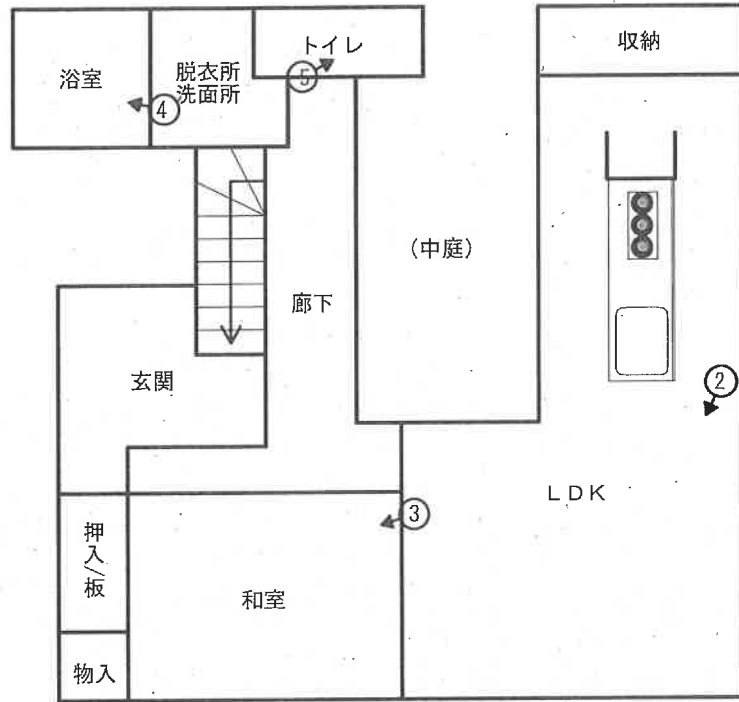 トイレ
収納
浴室
脱衣所
洗面所
⑤
④
(中庭)
廊下
玄関
②
LDK
③
押入/板
和室
物入